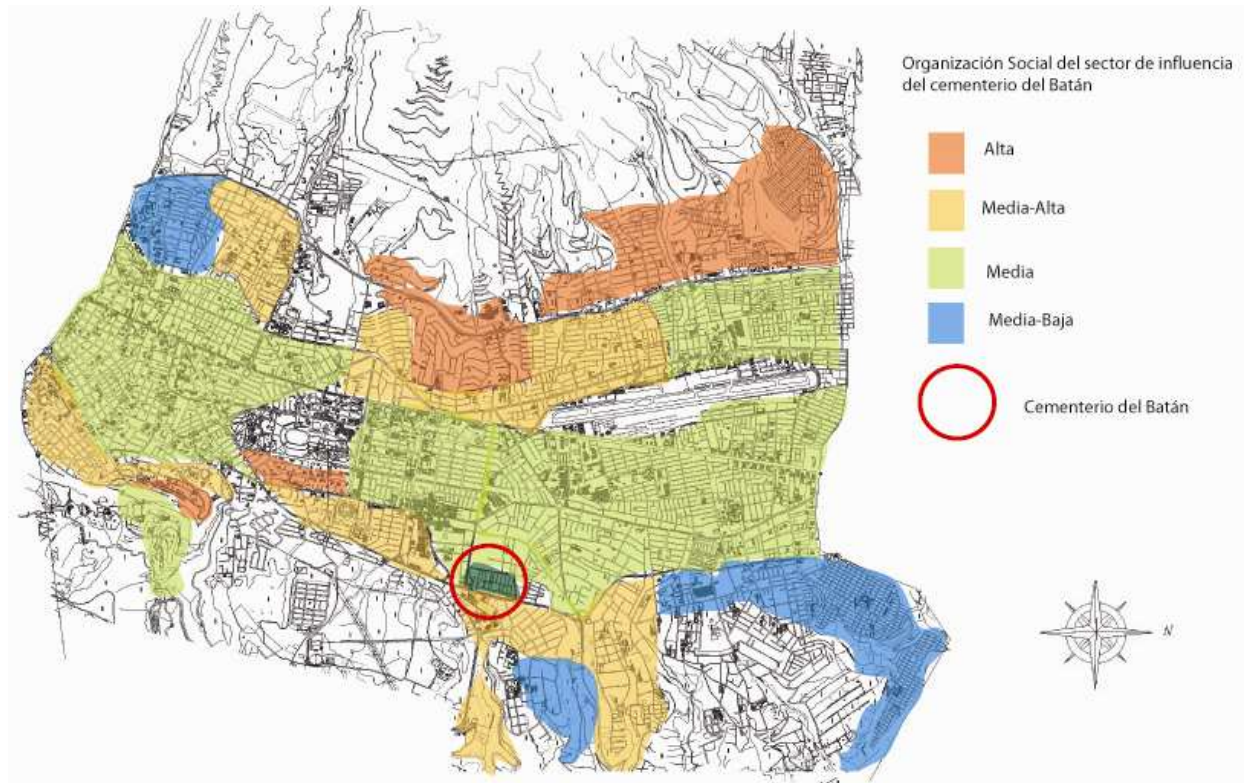 Organización Social del sector de influencia
del cementerio del Batán
Alta
Media-Alta
Media
Media-Baja
Cementerio del Batán
N